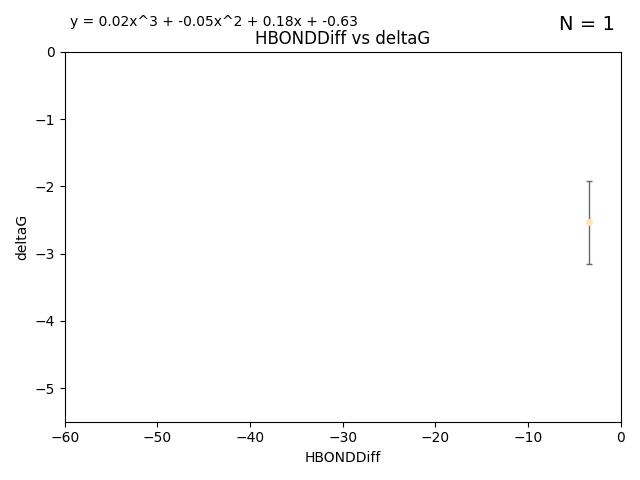 y = 0.02x^3 + -0.05x^2 + 0.18x + -0.63
N = 1
HBONDDiff vs deltaG
0
−1
−2
−3
−4
−5
deltaG
−60 −50 −40 −30 −20 −10 0
HBONDDiff